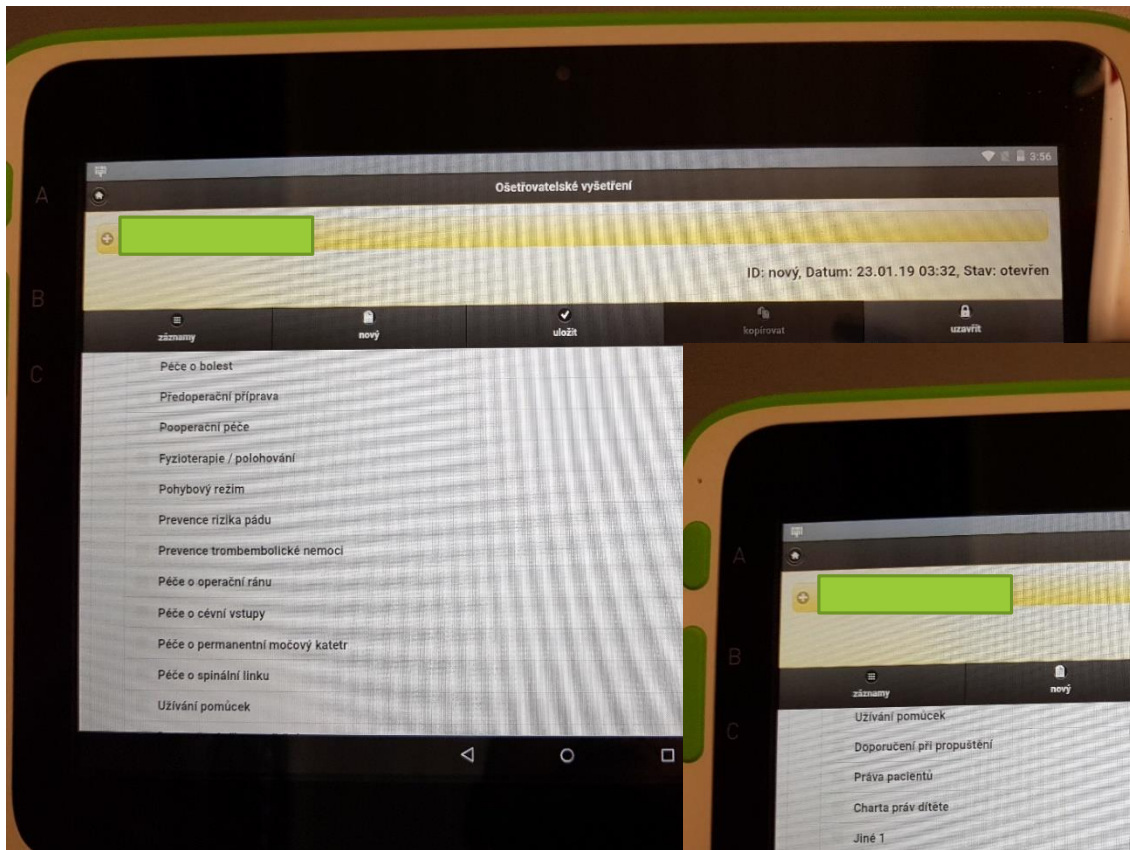 3:56
Ošetřovatelské vyšetření
ID: nový, Datum: 23.01.19 03:32, Stav: otevřen
záznamy nový uložit kopírovat uzavřít
A
B
C
Péče o bolest
Předoperační příprava
Pooperační péče
Fyzioterapie / polohování
Pohybový režim
Prevence rizika pádu
Prevence trombembolické nemoci
Péče o operační ránu
Péče o cévní vstupy
Péče o permanentní močový katetr
Péče o spinální linku
Užívání pomůcek
A
B
C
záznamy nový
Užívání pomůcek
Doporučení při propuštění
Práva pacientů
Charta práv dítěte
Jiné 1